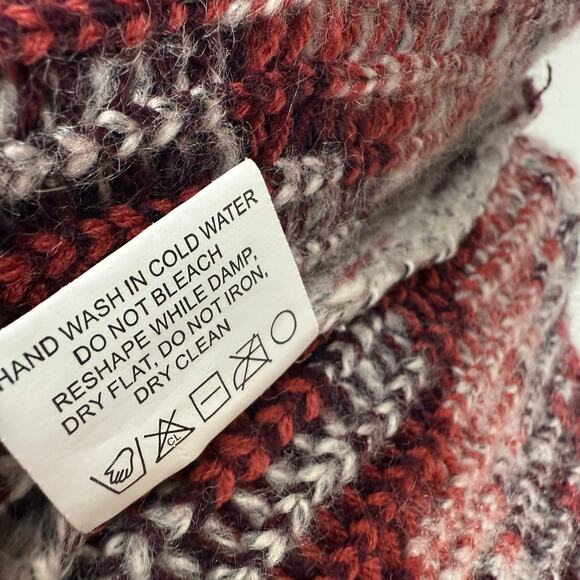 HAND WASH IN COLD WATER
DO NOT BLEACH
RESHAPE WHILE DAMP,
DRY FLAT, DO NOT IRON,
DRY CLEAN
CL